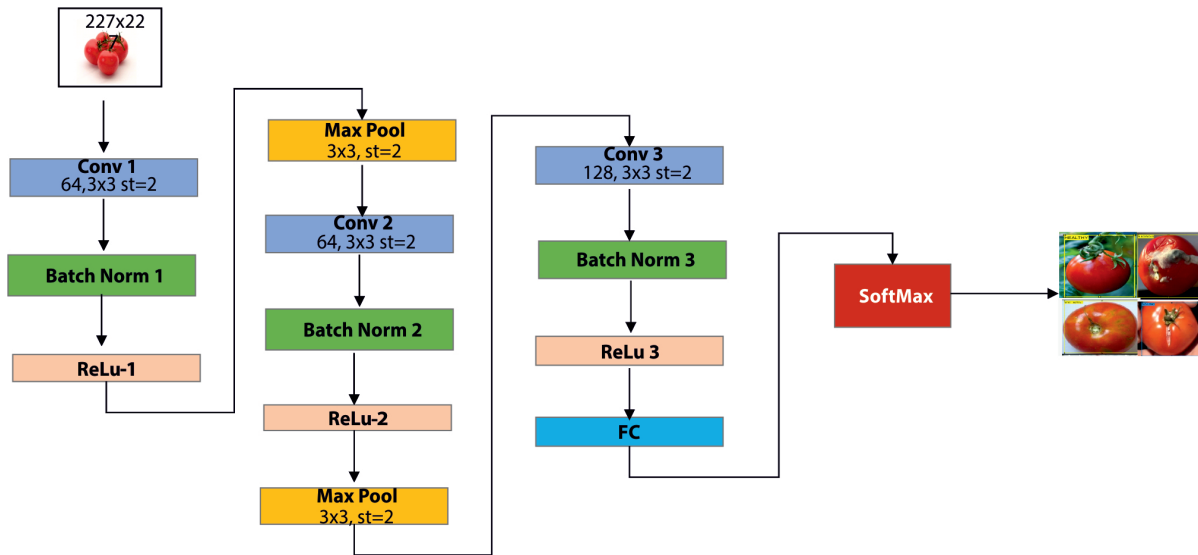 227x22
7
Conv 1
64,3x3 st=2
Batch Norm 1
ReLu-1
Max Pool
3x3, st=2
Conv 2
64, 3x3 st=2
Batch Norm 2
ReLu-2
Max Pool
3x3, st=2
Conv 3
128, 3x3 st=2
Batch Norm 3
ReLu 3
FC
SoftMax
HEALTHY